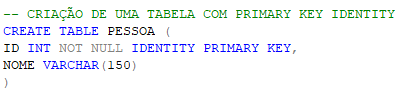 -- CRIAÇÃO DE UMA TABELA COM PRIMARY KEY IDENTITY
CREATE TABLE PESSOA (
ID INT NOT NULL IDENTITY PRIMARY KEY,
NOME VARCHAR(150)
)